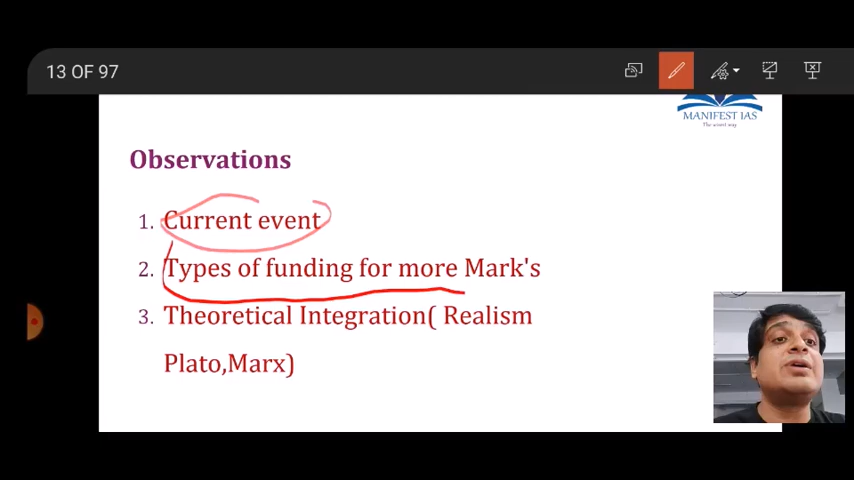 13 OF 97
MANIFEST IAS
Observations
1. Current event
2. Types of funding for more Mark's
3. Theoretical Integration( Realism
Plato,Marx)